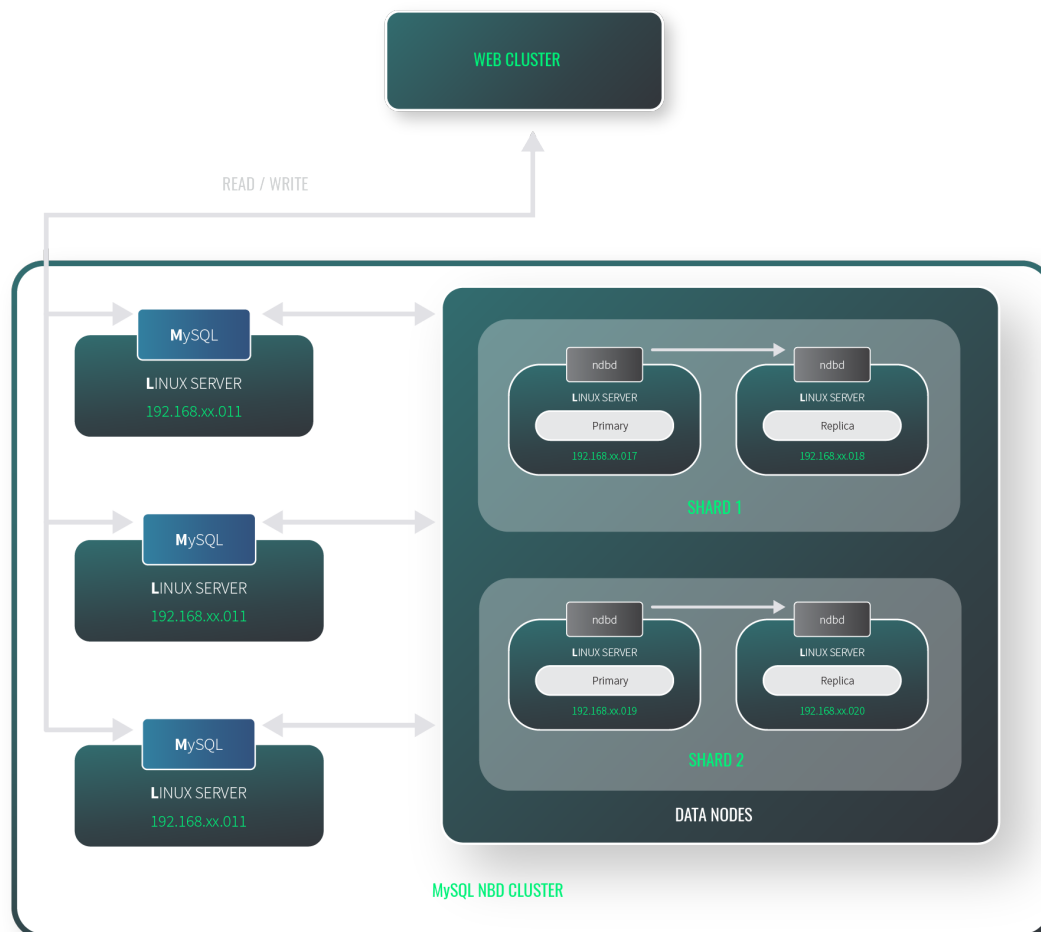 WEB CLUSTER
READ / WRITE
MySQL
LINUX SERVER
192.168.xx.011
MySQL
LINUX SERVER
192.168.xx.011
MySQL
LINUX SERVER
192.168.xx.011
ndbd
LINUX SERVER
Primary
192.168.xx.017
ndbd
LINUX SERVER
Replica
192.168.xx.018
SHARD 1
ndbd
LINUX SERVER
Primary
192.168.xx.019
ndbd
LINUX SERVER
Replica
192.168.xx.020
SHARD 2
DATA NODES
MySQL NBD CLUSTER